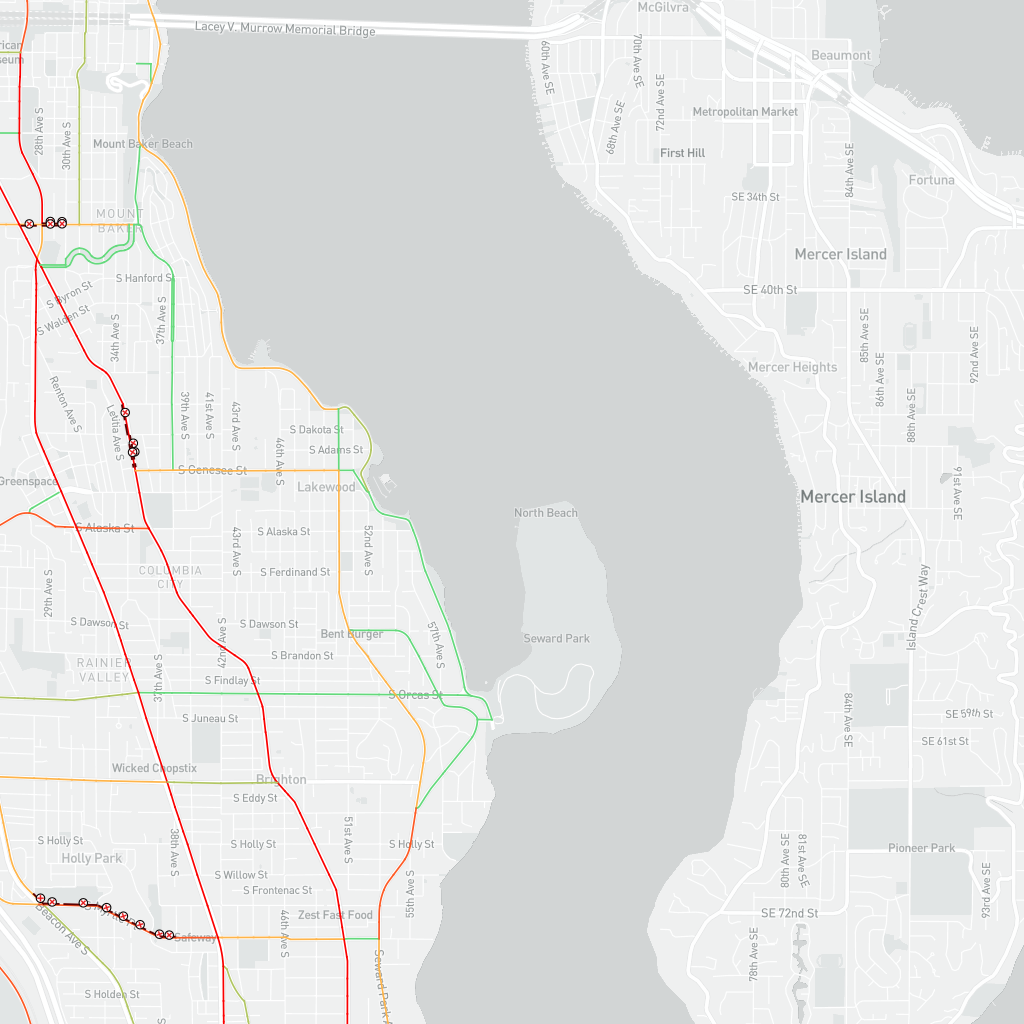 McGilvra
Lacey V. Murrow Memorial Bridge
60th Ave SE
70th Ave SE
Beaumont
28th Ave S
30th Ave S
68th Ave SE
72nd Ave SE
Metropolitan Market
Mount Baker Beach
First Hill
84th Ave SE
Fortuna
SE 34th St
MOUNT
BAKER
Mercer Island
S Hanford St
S Byron St
SE 40th St
S Walden St
34th Ave S
37th Ave S
85th Ave SE
92nd Ave SE
Mercer Heights
86th Ave SE
Renton Ave S
Letitia Ave S
39th Ave S
41st Ave S
43rd Ave S
88th Ave SE
S Dakota St
46th Ave S
S Adams St
S Genesee St
Greenspace
Lakewood
91st Ave SE
Mercer Island
North Beach
S Alaska St
S Alaska St
43rd Ave S
52nd Ave S
COLUMBIA
CITY
S Ferdinand St
29th Ave S
Island Crest Way
S Dawson St
S Dawson St
42nd Ave S
Bent Burger
57th Ave S
Seward Park
S Brandon St
RAINIER
VALLEY
37th Ave S
S Findlay St
S Orcas St
S Juneau St
84th Ave SE
SE 59th St
SE 61st St
Wicked Chopstix
Brighton
S Eddy St
38th Ave S
51st Ave S
S Holly St
S Holly St
S Holly St
80th Ave SE
81st Ave SE
Pioneer Park
Holly Park
S Willow St
S Frontenac St
55th Ave S
93rd Ave SE
Zest Fast Food
SE 72nd St
Beacon Ave S
46th Ave S
Safeway
78th Ave SE
S Holden St